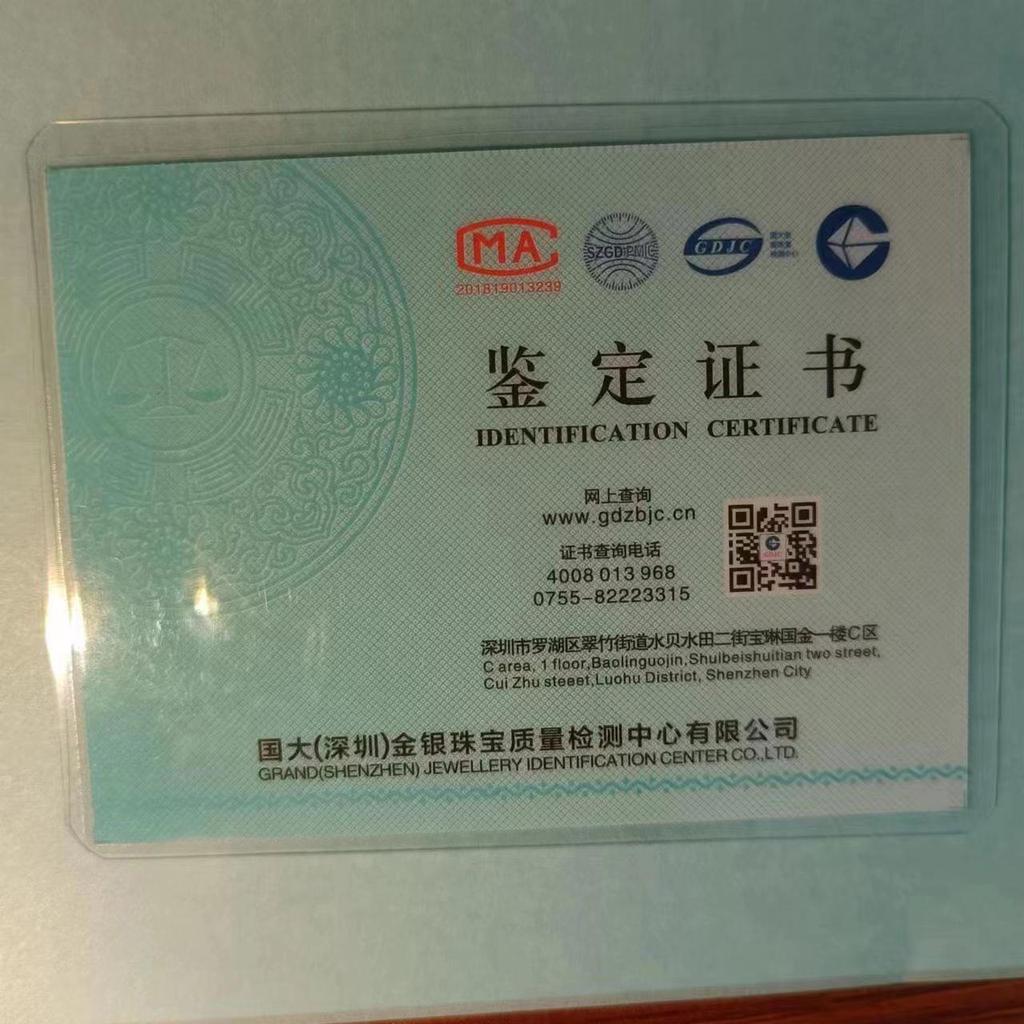 MA
201819013239
SZGDJPMJC
GDJC
鉴定证书
IDENTIFICATION CERTIFICATE
网上查询
www.gdzbjc.cn
证书查询电话
4008 013 968
0755-82223315
深圳市罗湖区翠竹街道水贝水田二街宝琳国金一楼C区
C area, 1 floor,Baolinguojin,Shuibeishuitian two street,
Cui Zhu steeet,Luohu District, Shenzhen City
国大(深圳)金银珠宝质量检测中心有限公司
GRAND(SHENZHEN) JEWELLERY IDENTIFICATION CENTER CO.,LTD.